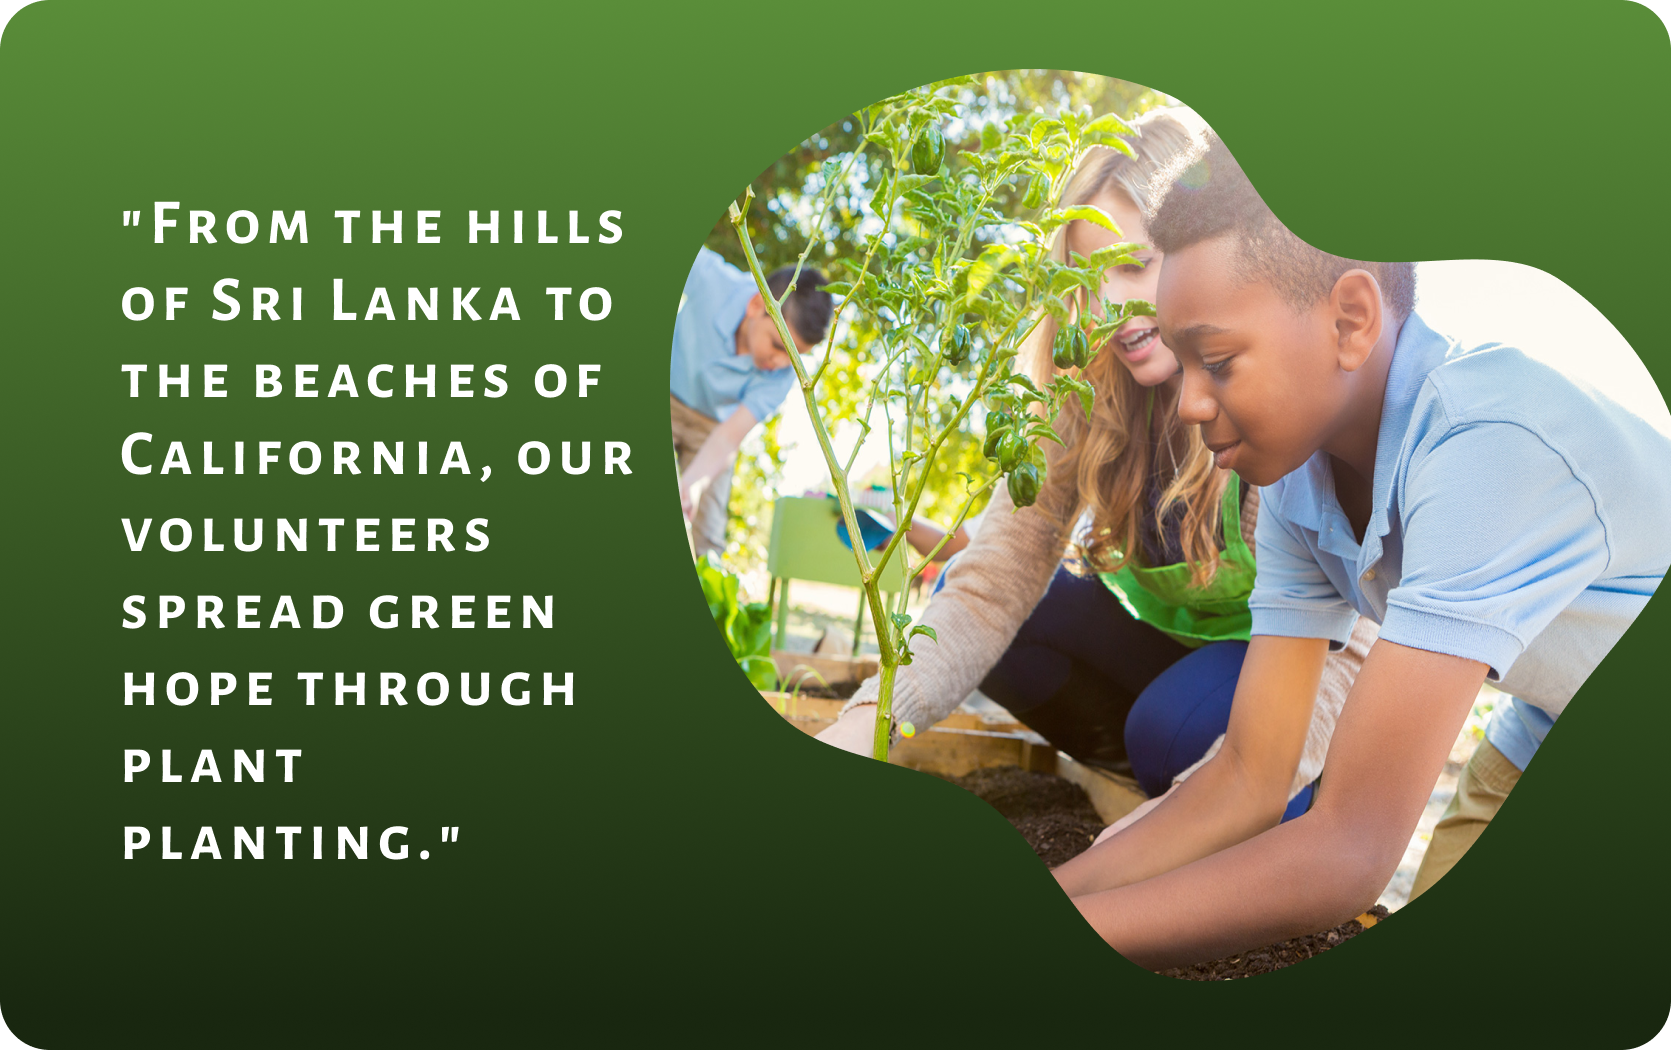 "From the hills
of Sri Lanka to
the beaches of
California, our
volunteers
spread green
hope through
plant
planting."